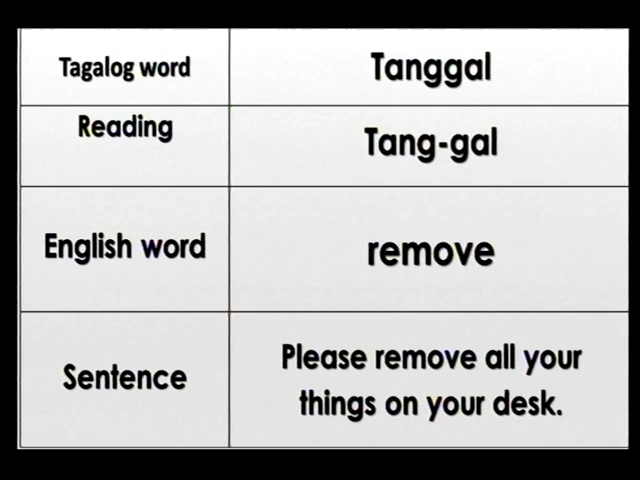 Tagalog word
Tanggal
Reading
Tang-gal
English word
remove
Sentence
Please remove all your
things on your desk.